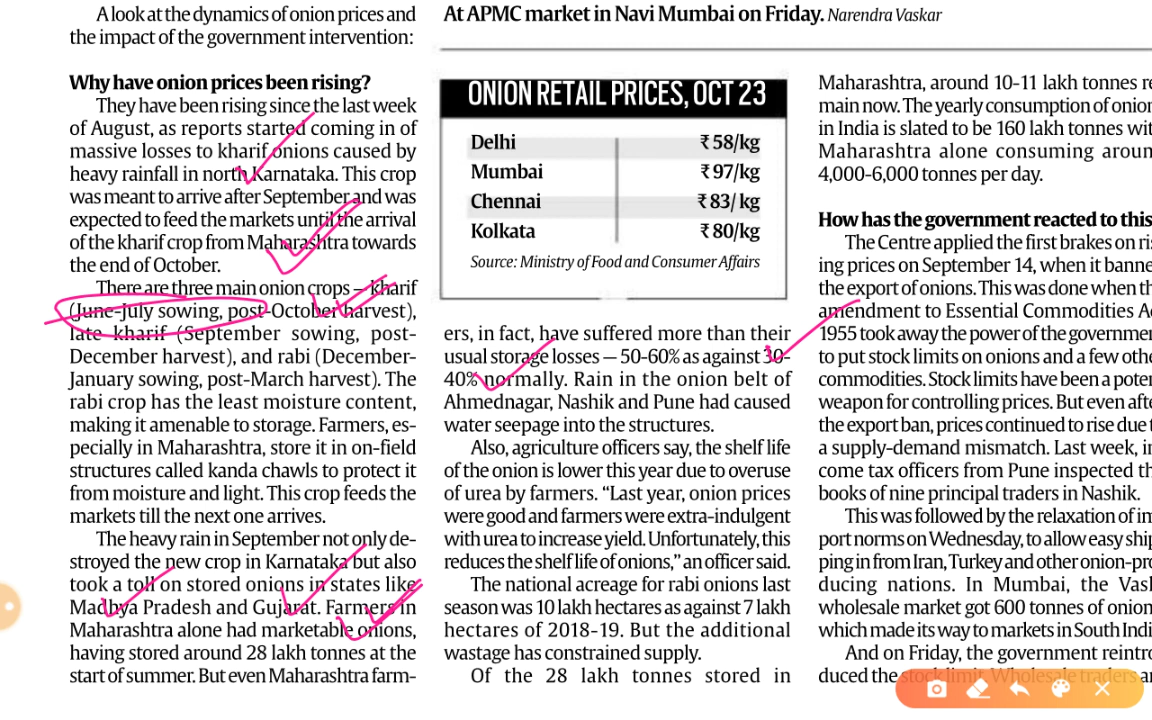 A look at the dynamics of onion prices and
the impact of the government intervention:
Why have onion prices been rising?
They have been rising since the last week
of August, as reports started coming in of
massive losses to kharif onions caused by
heavy rainfall in north Karnataka. This crop
was meant to arrive after September and was
expected to feed the markets until the arrival
of the kharif crop from Maharashtra towards
the end of October.
There are three main onion crops — kharif
(June-July sowing, post-October harvest),
late kharif (September sowing, post-
December harvest), and rabi (December-
January sowing, post-March harvest). The
rabi crop has the least moisture content,
making it amenable to storage. Farmers, es-
pecially in Maharashtra, store it in on-field
structures called kanda chawls to protect it
from moisture and light. This crop feeds the
markets till the next one arrives.
The heavy rain in September not only de-
stroyed the new crop in Karnataka but also
took a toll on stored onions in states like
Madhya Pradesh and Gujarat. Farmers in
Maharashtra alone had marketable onions,
having stored around 28 lakh tonnes at the
start of summer. But even Maharashtra farm-
At APMC market in Navi Mumbai on Friday. Narendra Vaskar
ONION RETAIL PRICES, OCT 23
Delhi ₹58/kg
Mumbai ₹97/kg
Chennai ₹83/kg
Kolkata ₹80/kg
Source: Ministry of Food and Consumer Affairs
ers, in fact, have suffered more than their
usual storage losses — 50-60% as against 30-
40% normally. Rain in the onion belt of
Ahmednagar, Nashik and Pune had caused
water seepage into the structures.
Also, agriculture officers say, the shelf life
of the onion is lower this year due to overuse
of urea by farmers. “Last year, onion prices
were good and farmers were extra-indulgent
with urea to increase yield. Unfortunately, this
reduces the shelf life of onions,” an officer said.
The national acreage for rabi onions last
season was 10 lakh hectares as against 7 lakh
hectares of 2018-19. But the additional
wastage has constrained supply.
Of the 28 lakh tonnes stored in
Maharashtra, around 10-11 lakh tonnes re
main now. The yearly consumption of onion
in India is slated to be 160 lakh tonnes wit
Maharashtra alone consuming aroun
4,000-6,000 tonnes per day.
How has the government reacted to this
The Centre applied the first brakes on ris
ing prices on September 14, when it banne
the export of onions. This was done when th
amendment to Essential Commodities Ac
1955 took away the power of the governmen
to put stock limits on onions and a few othe
commodities. Stock limits have been a poten
weapon for controlling prices. But even afte
the export ban, prices continued to rise due t
a supply-demand mismatch. Last week, in
come tax officers from Pune inspected th
books of nine principal traders in Nashik.
This was followed by the relaxation of im
port norms on Wednesday, to allow easy ship
ping in from Iran, Turkey and other onion-pro
ducing nations. In Mumbai, the Vash
wholesale market got 600 tonnes of onion
which made its way to markets in South Indi
And on Friday, the government reintro
duced the stock limit. Wholesale traders ar